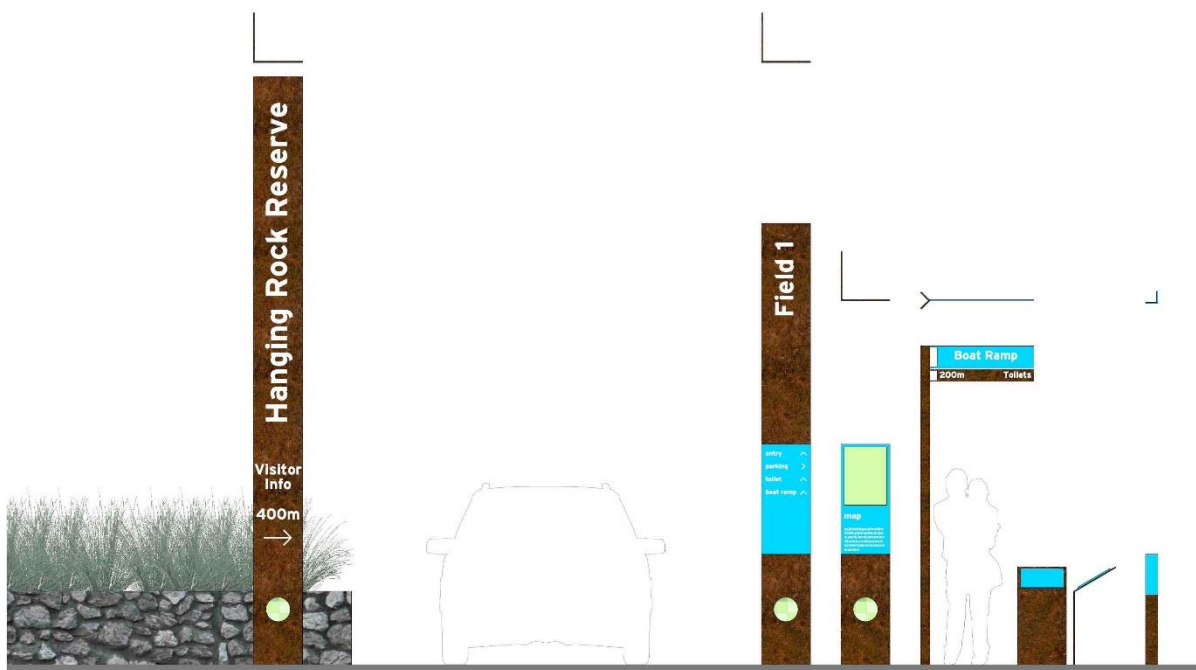 Hanging Rock Reserve
Visitor
Info
400m
Field 1
entry
parking
toilet
boat ramp
map
Boat Ramp
200m Toilets